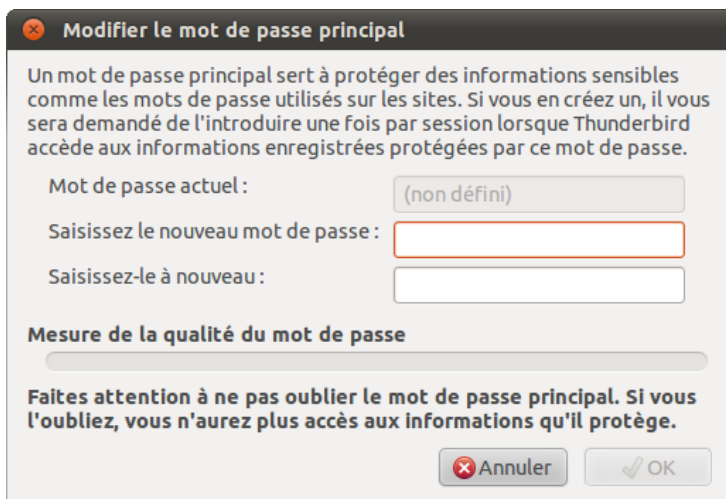 Modifier le mot de passe principal
Un mot de passe principal sert à protéger des informations sensibles
comme les mots de passe utilisés sur les sites. Si vous en créez un, il vous
sera demandé de l'introduire une fois par session lorsque Thunderbird
accède aux informations enregistrées protégées par ce mot de passe.
Mot de passe actuel :
(non défini)
Saisissez le nouveau mot de passe :
Saisissez-le à nouveau :
Mesure de la qualité du mot de passe
Faites attention à ne pas oublier le mot de passe principal. Si vous
l'oubliez, vous n'aurez plus accès aux informations qu'il protège.
Annuler
OK